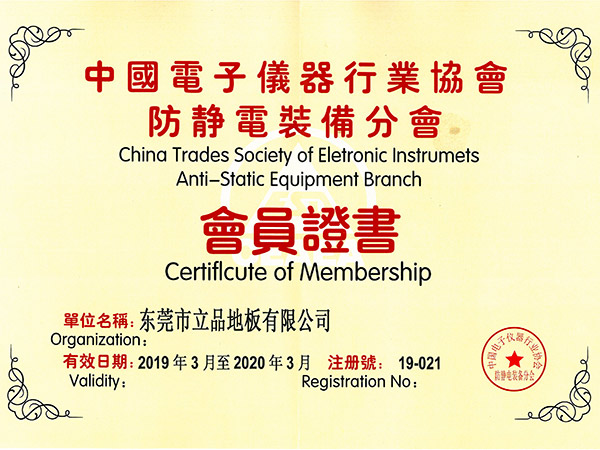 中國電子儀器行業協會
防静電裝備分會
China Trades Society of Eletronic Instrumets
Anti-Static Equipment Branch
會員證書
Certiflcute of Membership
單位名稱：东莞市立品地板有限公司
Organization：
有效日期：2019 年 3 月至 2020 年 3 月 注册號： 19-021
Validity： Registration No：
中国电子仪器行业协会
防静电装备分会